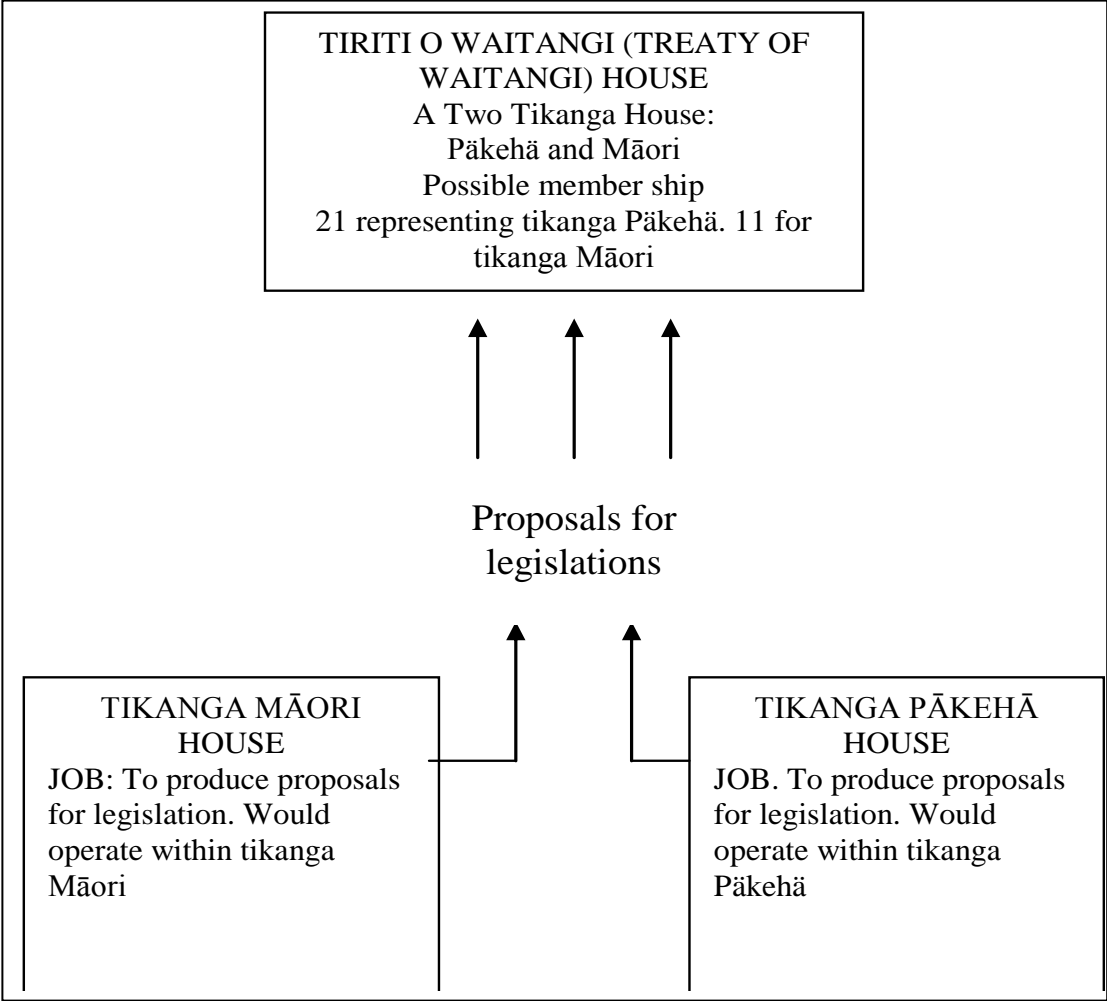 TIRITI O WAITANGI (TREATY OF
WAITANGI) HOUSE
A Two Tikanga House:
Päkehä and Māori
Possible member ship
21 representing tikanga Päkehä. 11 for
tikanga Māori
Proposals for
legislations
TIKANGA MĀORI
HOUSE
JOB: To produce proposals
for legislation. Would
operate within tikanga
Māori
TIKANGA PĀKEHĀ
HOUSE
JOB. To produce proposals
for legislation. Would
operate within tikanga
Päkehä